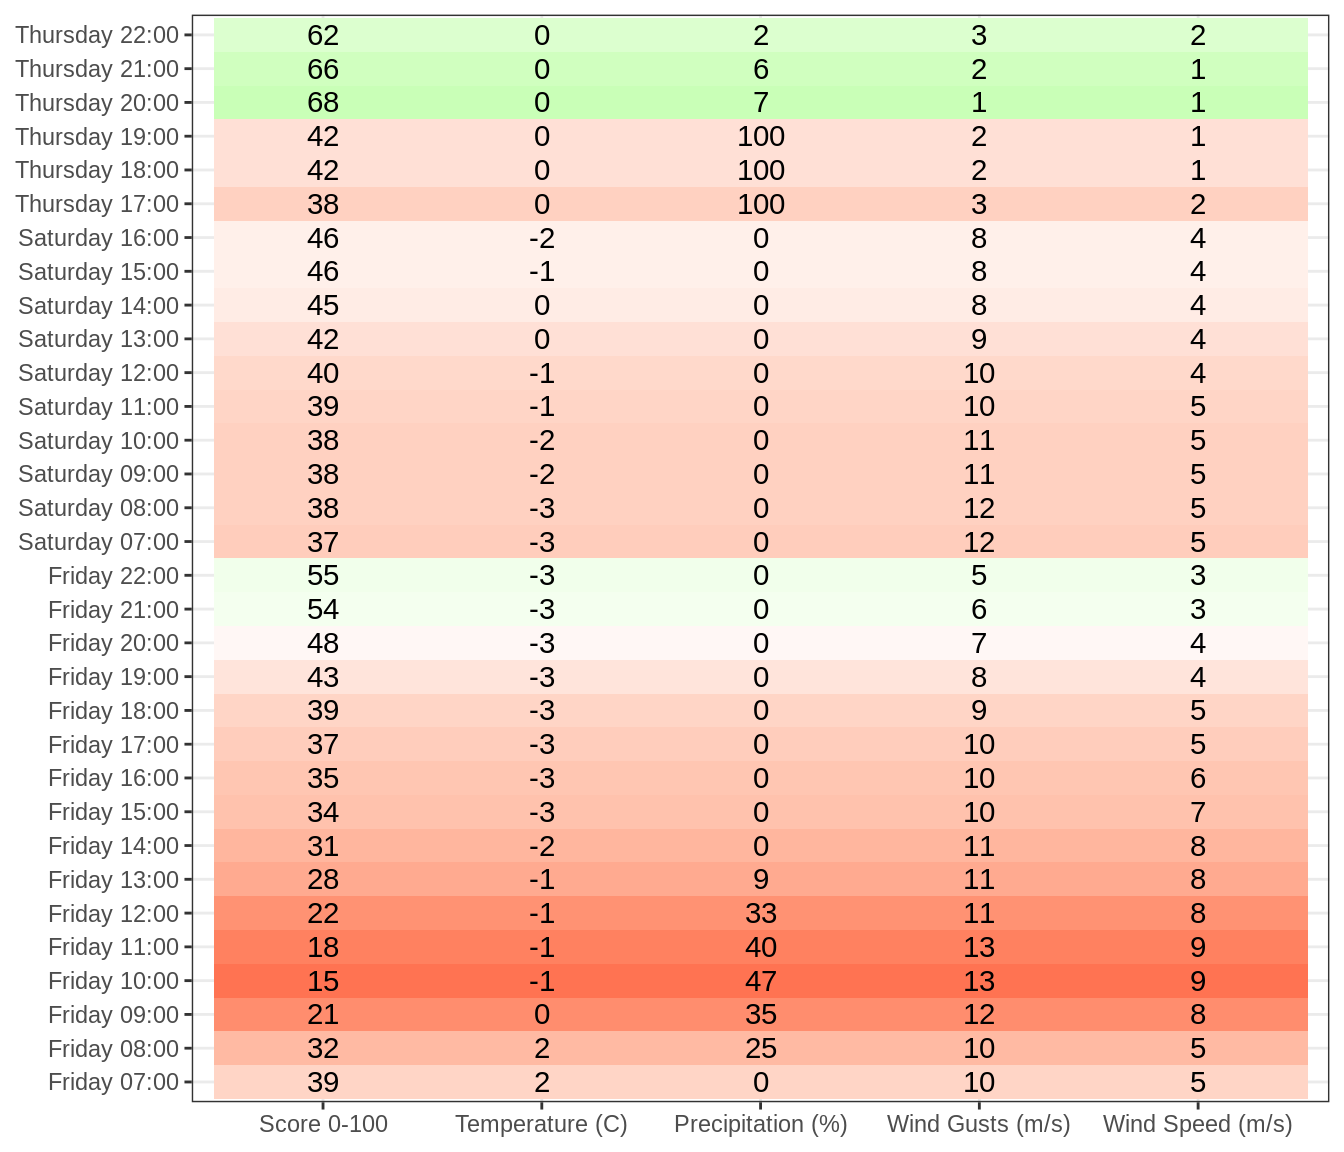 Thursday 22:00 62 0 2 3 2
Thursday 21:00 66 0 6 2 1
Thursday 20:00 68 0 7 1 1
Thursday 19:00 42 0 100 2 1
Thursday 18:00 42 0 100 2 1
Thursday 17:00 38 0 100 3 2
Saturday 16:00 46 -2 0 8 4
Saturday 15:00 46 -1 0 8 4
Saturday 14:00 45 0 0 8 4
Saturday 13:00 42 0 0 9 4
Saturday 12:00 40 -1 0 10 4
Saturday 11:00 39 -1 0 10 5
Saturday 10:00 38 -2 0 11 5
Saturday 09:00 38 -2 0 11 5
Saturday 08:00 38 -3 0 12 5
Saturday 07:00 37 -3 0 12 5
Friday 22:00 55 -3 0 5 3
Friday 21:00 54 -3 0 6 3
Friday 20:00 48 -3 0 7 4
Friday 19:00 43 -3 0 8 4
Friday 18:00 39 -3 0 9 5
Friday 17:00 37 -3 0 10 5
Friday 16:00 35 -3 0 10 6
Friday 15:00 34 -3 0 10 7
Friday 14:00 31 -2 0 11 8
Friday 13:00 28 -1 9 11 8
Friday 12:00 22 -1 33 11 8
Friday 11:00 18 -1 40 13 9
Friday 10:00 15 -1 47 13 9
Friday 09:00 21 0 35 12 8
Friday 08:00 32 2 25 10 5
Friday 07:00 39 2 0 10 5
Score 0-100 Temperature (C) Precipitation (%) Wind Gusts (m/s) Wind Speed (m/s)